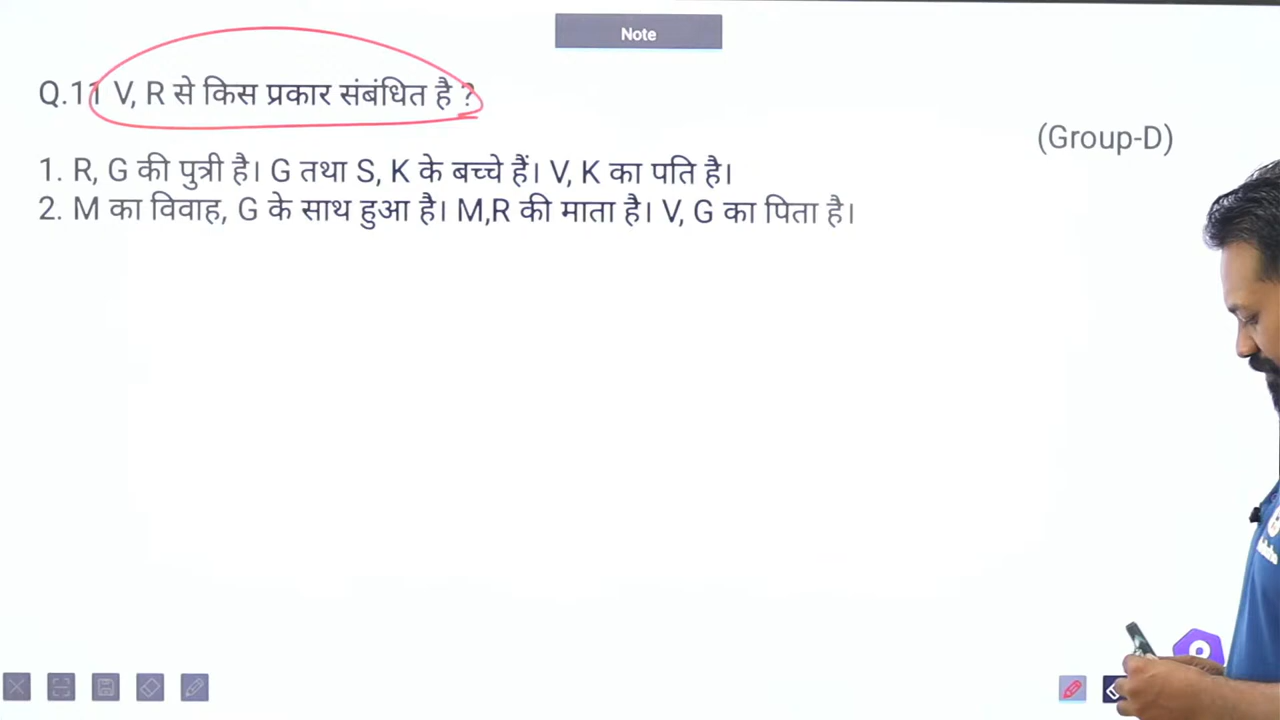 Note
Q.11 V, R से किस प्रकार संबंधित है ?
(Group-D)
1. R, G की पुत्री है। G तथा S, K के बच्चे हैं। V, K का पति है।
2. M का विवाह, G के साथ हुआ है। M,R की माता है। V, G का पिता है।